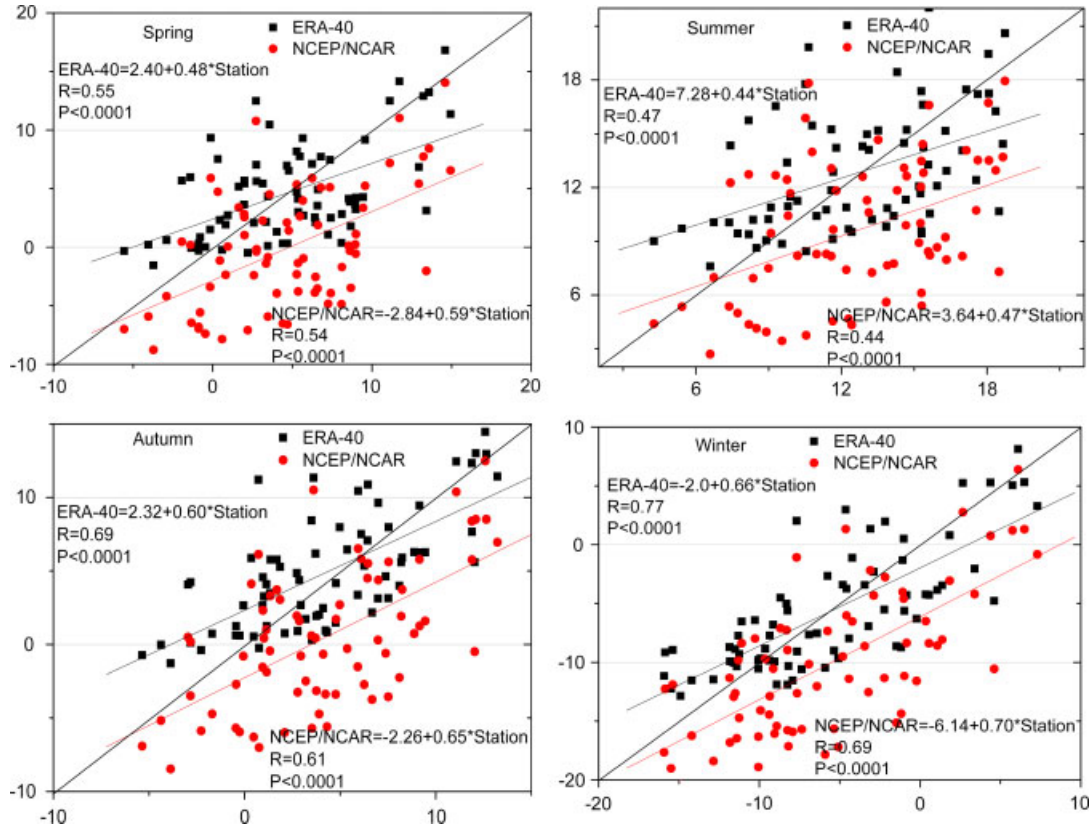 20
Spring
ERA-40
NCEP/NCAR
ERA-40=2.40+0.48*Station
R=0.55
P<0.0001
10
0
NCEP/NCAR=-2.84+0.59*Station
R=0.54
P<0.0001
-10
-10
0
10
20
Summer
ERA-40
NCEP/NCAR
18
ERA-40=7.28+0.44*Station
R=0.47
P<0.0001
12
6
NCEP/NCAR=3.64+0.47*Station
R=0.44
P<0.0001
6
12
18
Autumn
ERA-40
NCEP/NCAR
10
ERA-40=2.32+0.60*Station
R=0.69
P<0.0001
0
NCEP/NCAR=-2.26+0.65*Station
R=0.61
P<0.0001
-10
0
10
10
Winter
ERA-40
NCEP/NCAR
ERA-40=-2.0+0.66*Station
R=0.77
P<0.0001
0
-10
NCEP/NCAR=-6.14+0.70*Station
R=0.69
P<0.0001
-20
-20
-10
0
10